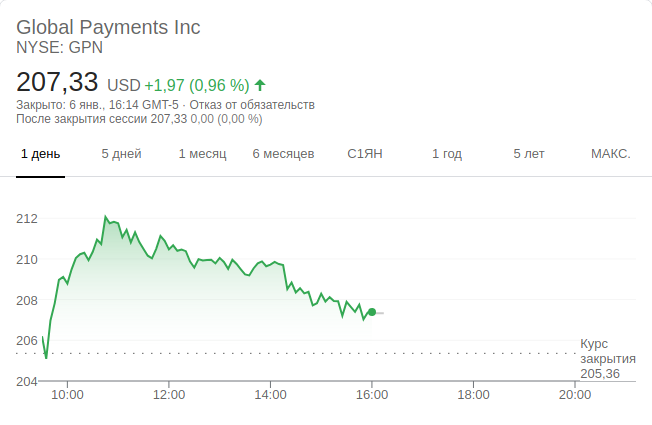 Global Payments Inc
NYSE: GPN
207,33 USD +1,97 (0,96 %)
Закрыто: 6 янв., 16:14 GMT-5 · Отказ от обязательств
После закрытия сессии 207,33 0,00 (0,00 %)
1 день 5 дней 1 месяц 6 месяцев С1ЯН 1 год 5 лет МАКС.
212
210
208
206
Курс
закрытия
205,36
204
10:00 12:00 14:00 16:00 18:00 20:00